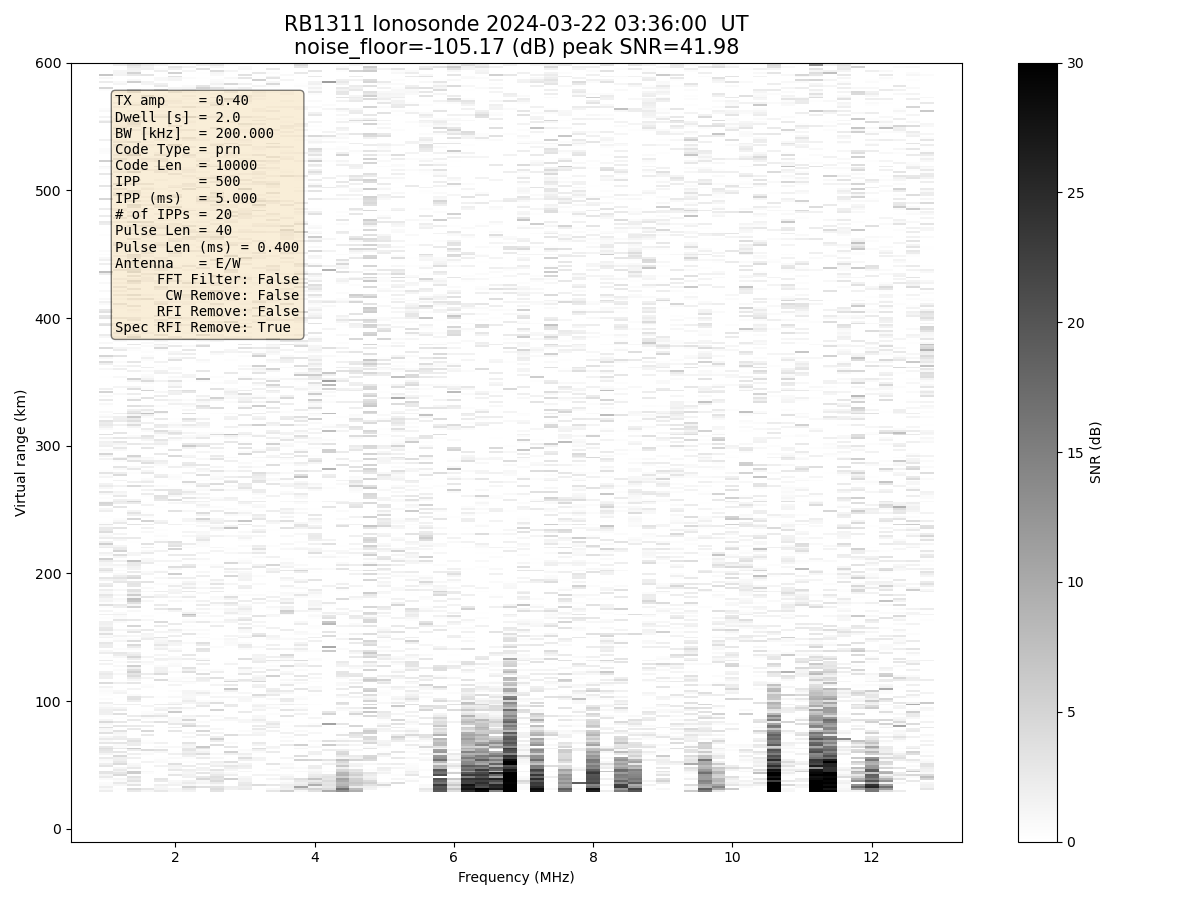 RB1311 Ionosonde 2024-03-22 03:36:00  UT
noise_floor=-105.17 (dB) peak SNR=41.98
600
500
400
300
200
100
0
Virtual range (km)
TX amp    = 0.40
Dwell [s] = 2.0
BW [kHz]  = 200.000
Code Type = prn
Code Len  = 10000
IPP       = 500
IPP (ms)  = 5.000
# of IPPs = 20
Pulse Len = 40
Pulse Len (ms) = 0.400
Antenna   = E/W
FFT Filter: False
CW Remove: False
RFI Remove: False
Spec RFI Remove: True
2 4 6 8 10 12
Frequency (MHz)
30
25
20
15
10
5
0
SNR (dB)